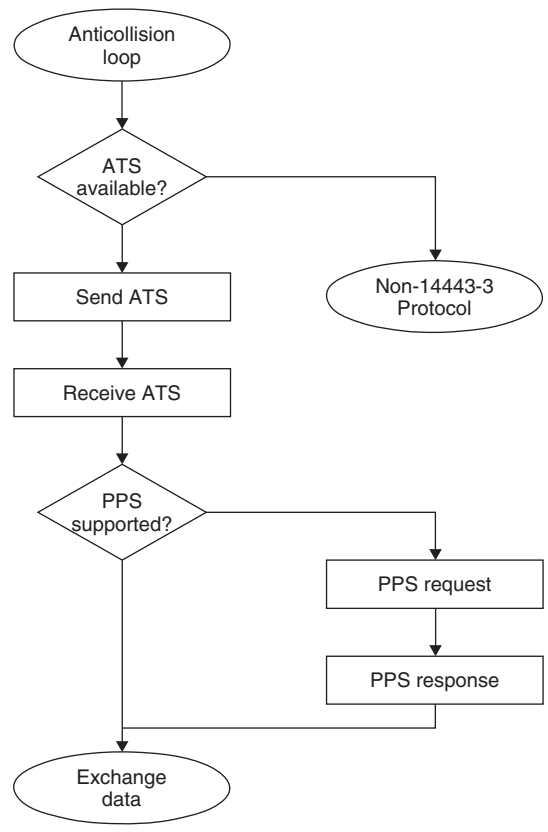 Anticollision
loop
ATS
available?
Send ATS
Non-14443-3
Protocol
Receive ATS
PPS
supported?
PPS request
PPS response
Exchange
data